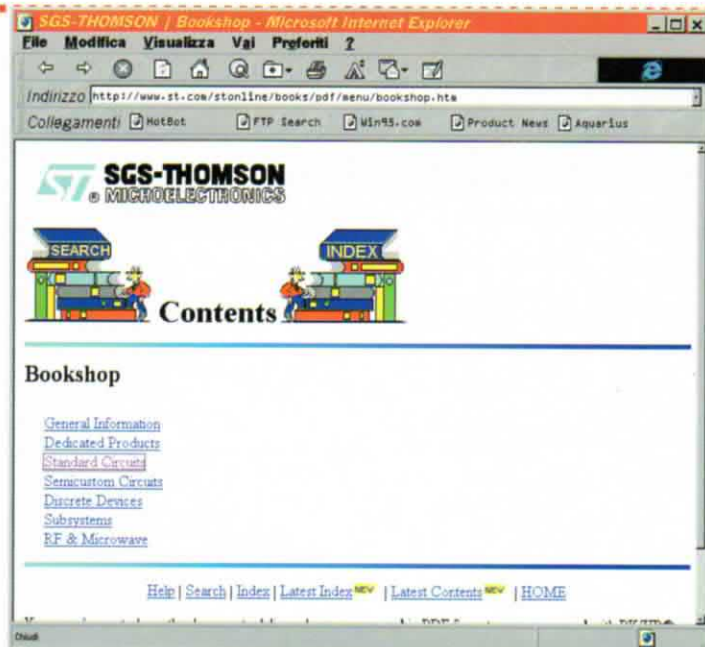 SGS-THOMSON | Bookshop - Microsoft Internet Explorer
File Modifica Visualizza Vai Preferiti ?
Indirizzo http://www.st.com/stonline/books/pdf/menu/bookshop.htm
Collegamenti HotBot FTP Search Win95.com Product News Aquarius
ST ® SGS-THOMSON
MICROELECTRONICS
SEARCH INDEX
Contents
Bookshop
General Information
Dedicated Products
Standard Circuits
Semicustom Circuits
Discrete Devices
Subsystems
RF & Microwave
Help | Search | Index | Latest Index NEW | Latest Contents NEW | HOME
Chiudi